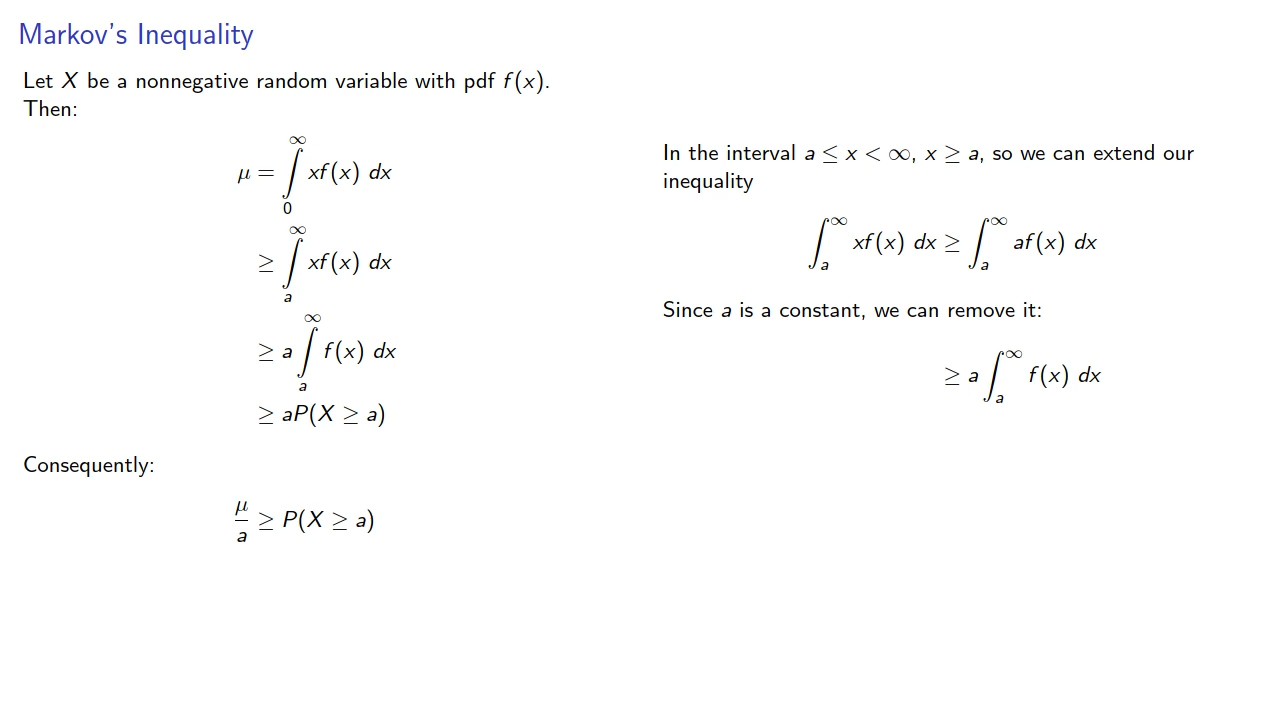 Markov's Inequality
Let X be a nonnegative random variable with pdf f(x).
Then:
μ = ∫₀^∞ xf(x) dx
≥ ∫ₐ^∞ xf(x) dx
≥ a ∫ₐ^∞ f(x) dx
≥ aP(X ≥ a)
Consequently:
μ/a ≥ P(X ≥ a)
In the interval a ≤ x < ∞, x ≥ a, so we can extend our
inequality
∫ₐ^∞ xf(x) dx ≥ ∫ₐ^∞ af(x) dx
Since a is a constant, we can remove it:
≥ a ∫ₐ^∞ f(x) dx